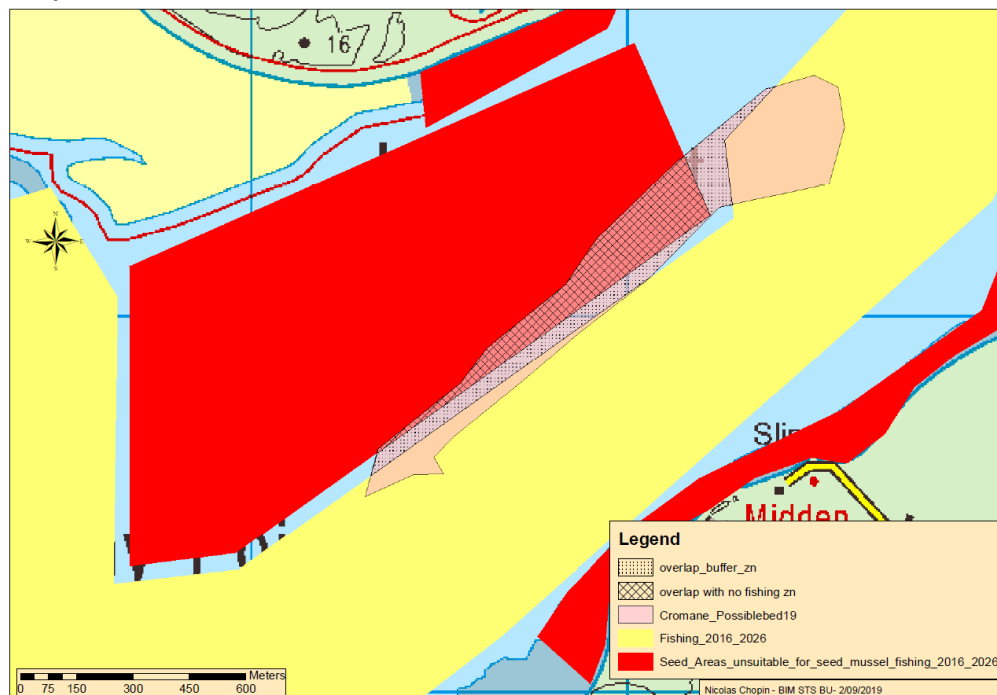 16
N
W
E
S
Midden
Legend
overlap_buffer_zn
overlap with no fishing zn
Cromane_Possiblebed19
Fishing_2016_2026
Seed_Areas_unsuitable_for_seed_mussel_fishing_2016_2026
Meters
0 75 150 300 450 600
Nicolas Chopin - BIM STS BU- 2/09/2019